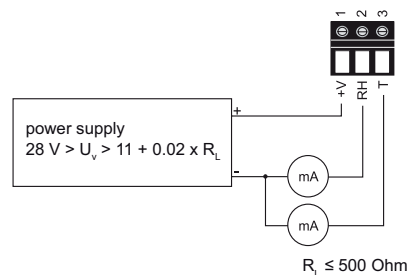 1 2 3
+V RH T
+
power supply
28 V > Uv > 11 + 0.02 x RL
-
mA
mA
RL ≤ 500 Ohm